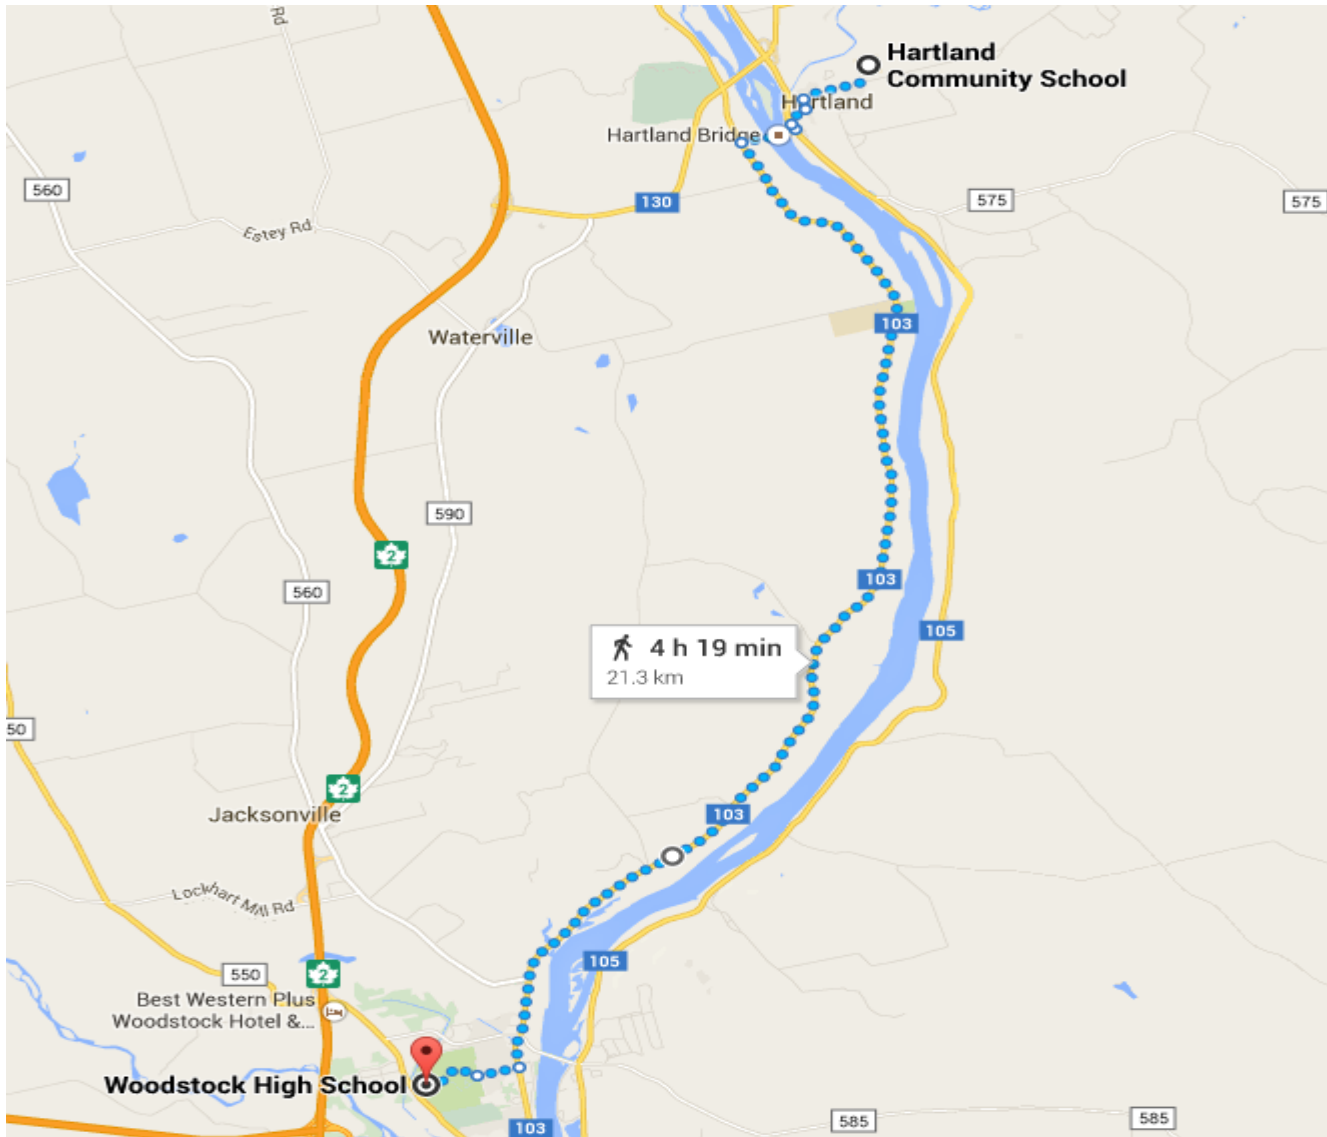 Rd
Hartland
Community School
Hartland
Hartland Bridge
560
130
575
575
Estey Rd
103
Waterville
590
2
103
560
105
4 h 19 min
21.3 km
50
2
103
Jacksonville
Lockhart Mill Rd
105
550
2
Best Western Plus
Woodstock Hotel &...
Woodstock High School
103
585
585